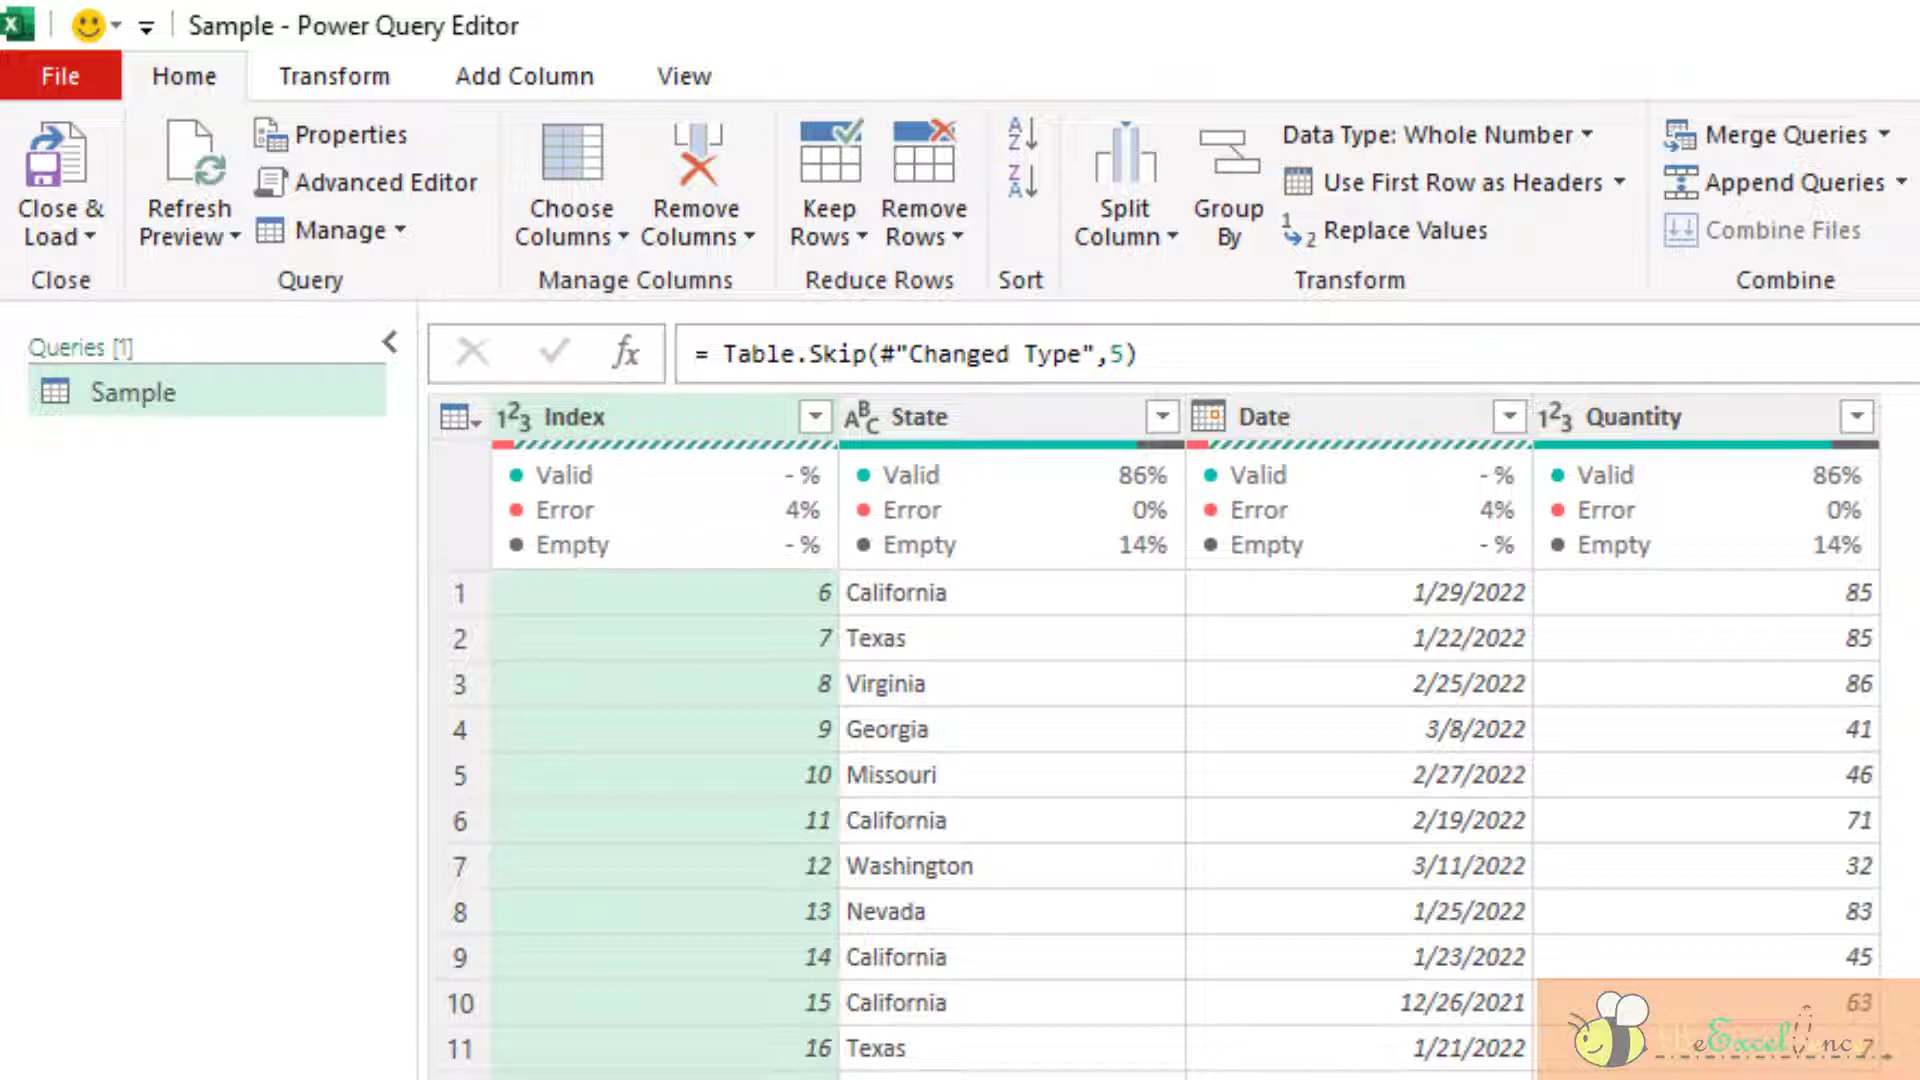 Sample - Power Query Editor
File Home Transform Add Column View
Close & Load
Refresh Preview
Properties
Advanced Editor
Manage
Choose Columns
Remove Columns
Keep Rows
Remove Rows
A Z
Z A
Split Column
Group By
Data Type: Whole Number
Use First Row as Headers
1 2 Replace Values
Merge Queries
Append Queries
Combine Files
Close Query Manage Columns Reduce Rows Sort Transform Combine
Queries [1]
Sample
fx = Table.Skip(#"Changed Type",5)
123 Index ABC State Date 123 Quantity
Valid - % Valid 86% Valid - % Valid 86%
Error 4% Error 0% Error 4% Error 0%
Empty - % Empty 14% Empty - % Empty 14%
1 6 California 1/29/2022 85
2 7 Texas 1/22/2022 85
3 8 Virginia 2/25/2022 86
4 9 Georgia 3/8/2022 41
5 10 Missouri 2/27/2022 46
6 11 California 2/19/2022 71
7 12 Washington 3/11/2022 32
8 13 Nevada 1/25/2022 83
9 14 California 1/23/2022 45
10 15 California 12/26/2021 63
11 16 Texas 1/21/2022